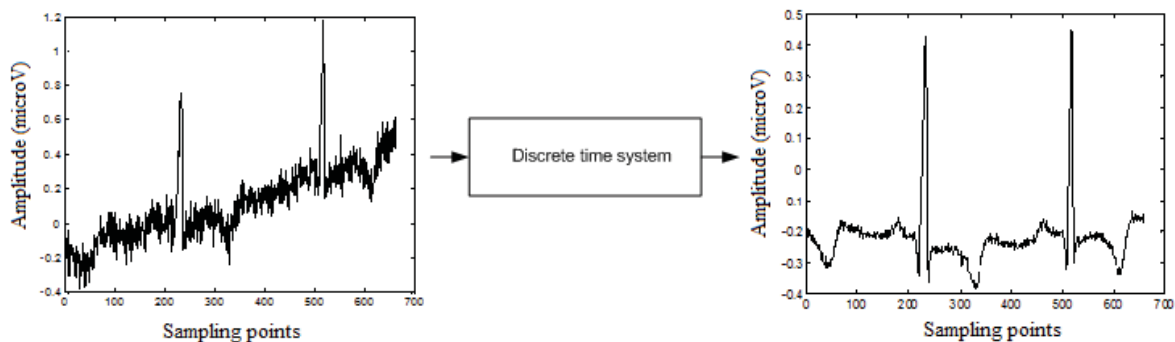 1.2
1
0.8
0.6
0.4
0.2
0
-0.2
-0.4
0 100 200 300 400 500 600 700
Amplitude (microV)
Sampling points
Discrete time system
0.5
0.4
0.3
0.2
0.1
0
-0.1
-0.2
-0.3
-0.4
0 100 200 300 400 500 600 700
Amplitude (microV)
Sampling points